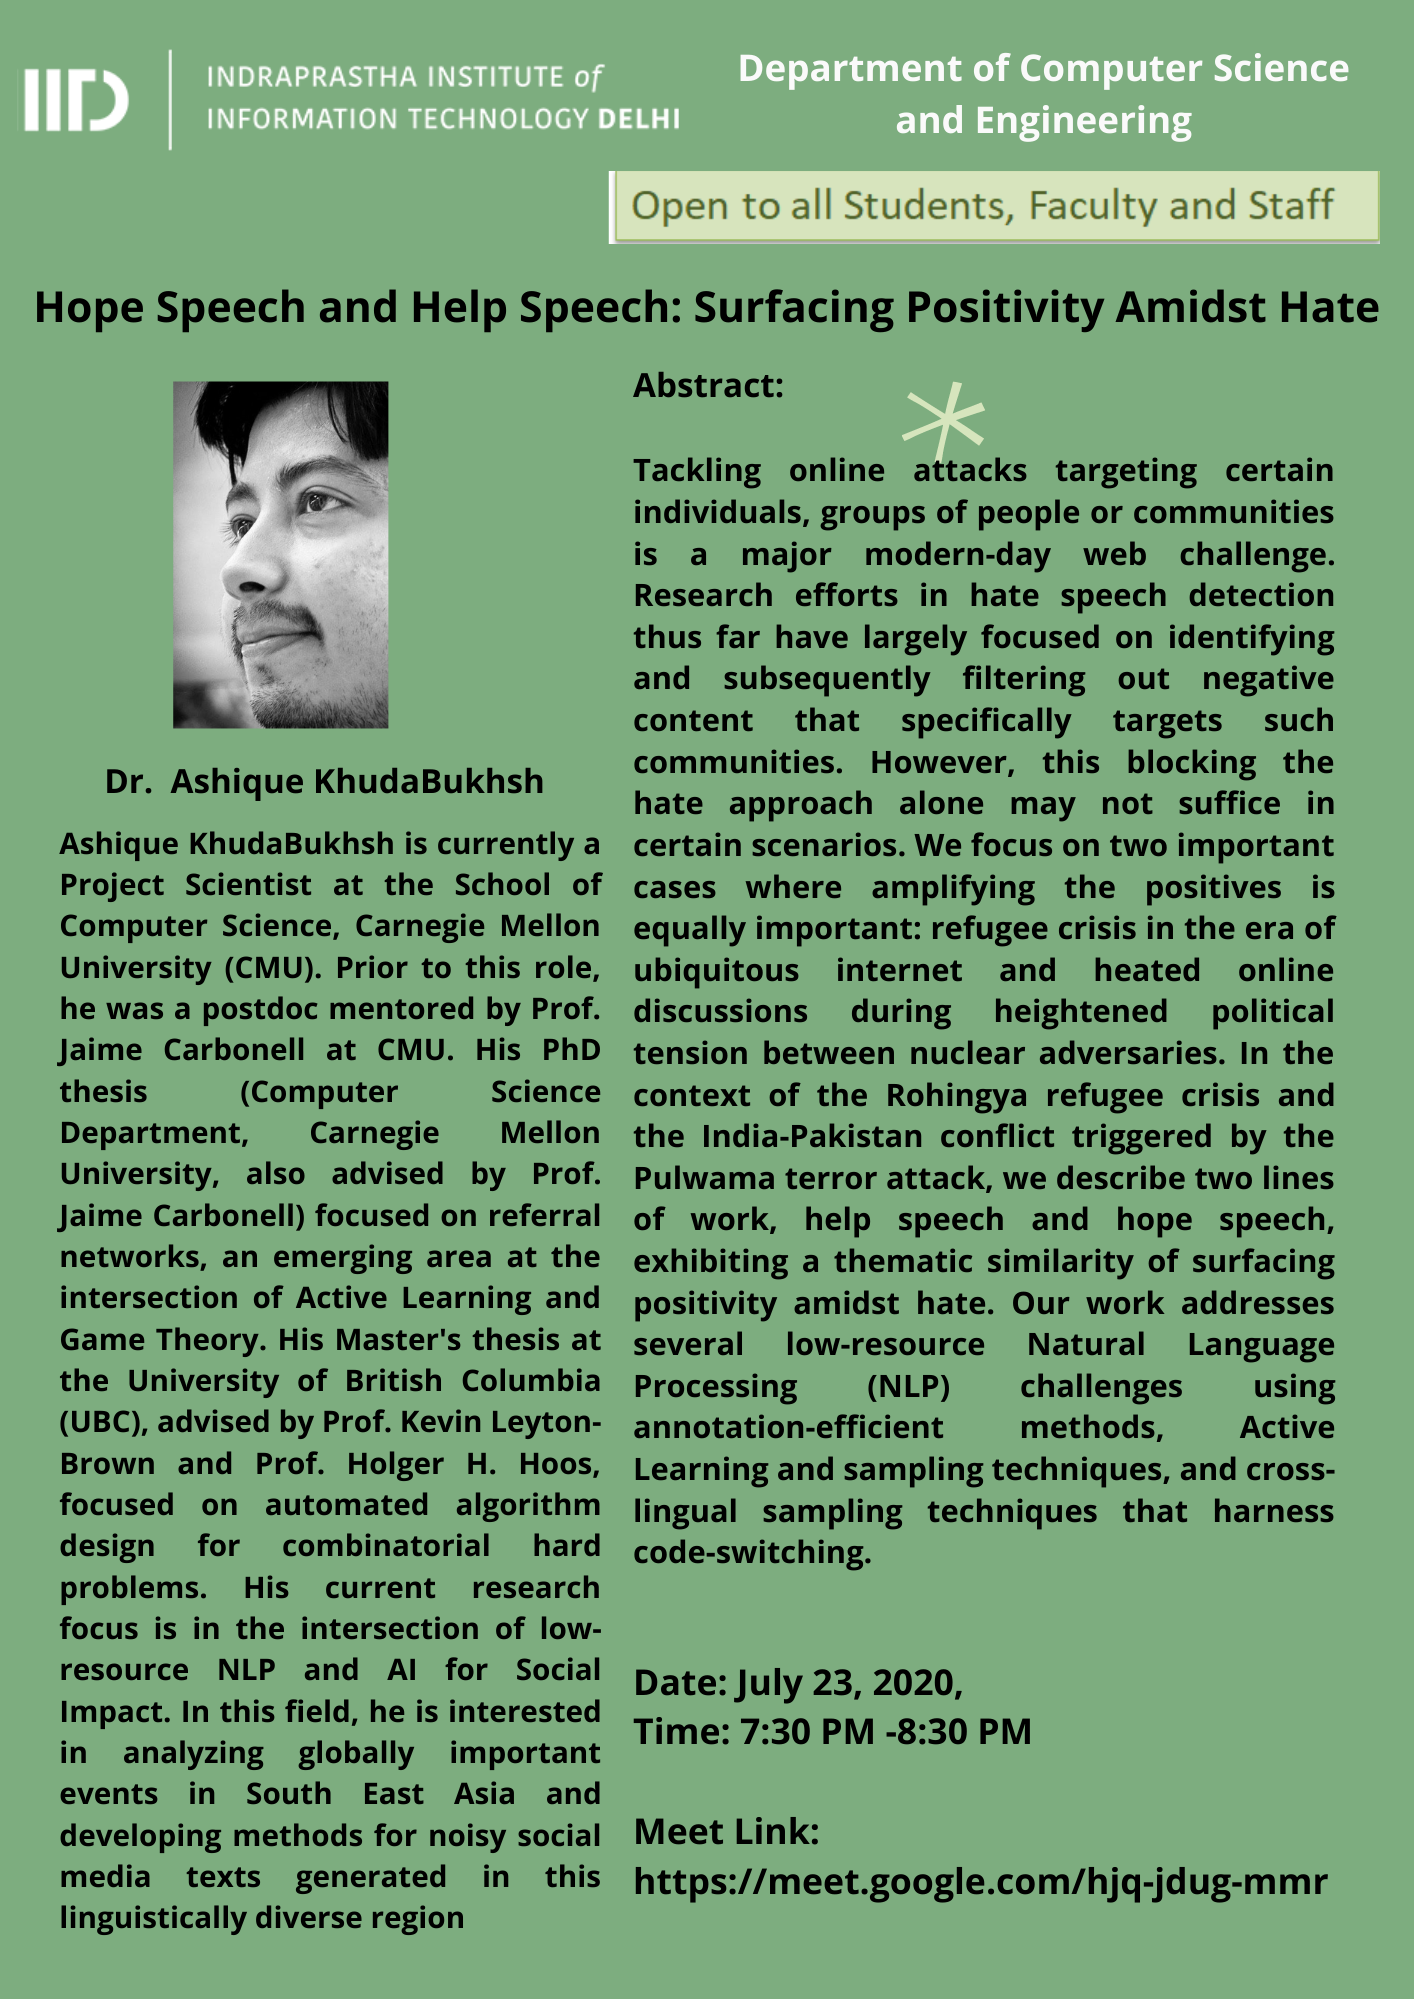 IIID
INDRAPRASTHA INSTITUTE of
INFORMATION TECHNOLOGY DELHI
Department of Computer Science
and Engineering
Open to all Students, Faculty and Staff
Hope Speech and Help Speech: Surfacing Positivity Amidst Hate
Dr. Ashique KhudaBukhsh
Ashique KhudaBukhsh is currently a
Project Scientist at the School of
Computer Science, Carnegie Mellon
University (CMU). Prior to this role,
he was a postdoc mentored by Prof.
Jaime Carbonell at CMU. His PhD
thesis (Computer Science
Department, Carnegie Mellon
University, also advised by Prof.
Jaime Carbonell) focused on referral
networks, an emerging area at the
intersection of Active Learning and
Game Theory. His Master's thesis at
the University of British Columbia
(UBC), advised by Prof. Kevin Leyton-
Brown and Prof. Holger H. Hoos,
focused on automated algorithm
design for combinatorial hard
problems. His current research
focus is in the intersection of low-
resource NLP and AI for Social
Impact. In this field, he is interested
in analyzing globally important
events in South East Asia and
developing methods for noisy social
media texts generated in this
linguistically diverse region
Abstract:
Tackling online attacks targeting certain
individuals, groups of people or communities
is a major modern-day web challenge.
Research efforts in hate speech detection
thus far have largely focused on identifying
and subsequently filtering out negative
content that specifically targets such
communities. However, this blocking the
hate approach alone may not suffice in
certain scenarios. We focus on two important
cases where amplifying the positives is
equally important: refugee crisis in the era of
ubiquitous internet and heated online
discussions during heightened political
tension between nuclear adversaries. In the
context of the Rohingya refugee crisis and
the India-Pakistan conflict triggered by the
Pulwama terror attack, we describe two lines
of work, help speech and hope speech,
exhibiting a thematic similarity of surfacing
positivity amidst hate. Our work addresses
several low-resource Natural Language
Processing (NLP) challenges using
annotation-efficient methods, Active
Learning and sampling techniques, and cross-
lingual sampling techniques that harness
code-switching.
Date: July 23, 2020,
Time: 7:30 PM -8:30 PM
Meet Link:
https://meet.google.com/hjq-jdug-mmr